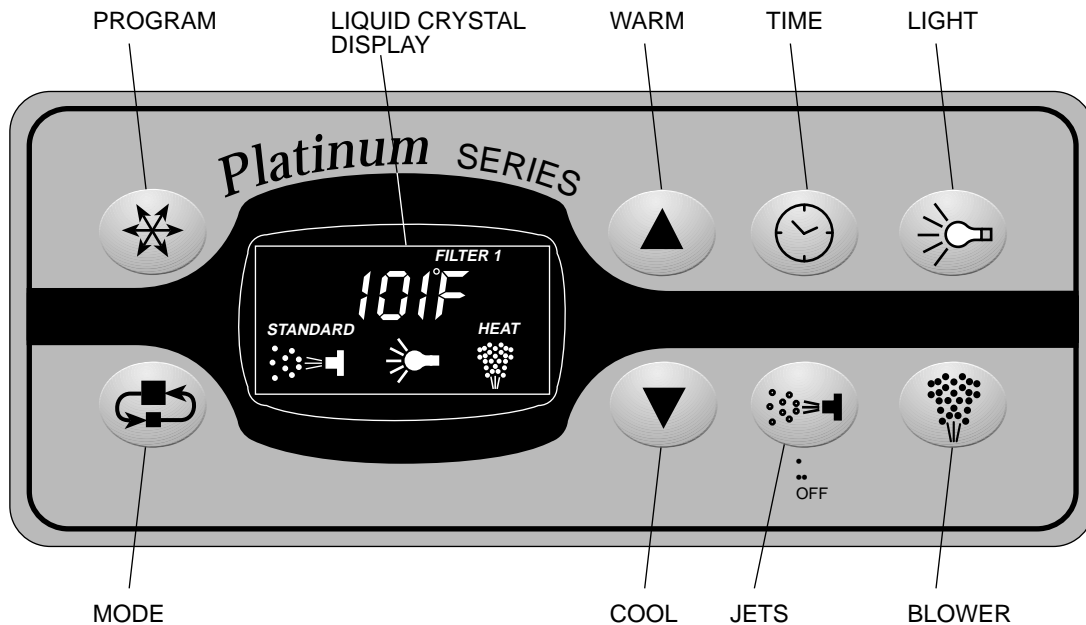 PROGRAM
LIQUID CRYSTAL
DISPLAY
WARM
TIME
LIGHT
Platinum SERIES
FILTER 1
101°F
STANDARD
HEAT
OFF
MODE
COOL
JETS
BLOWER